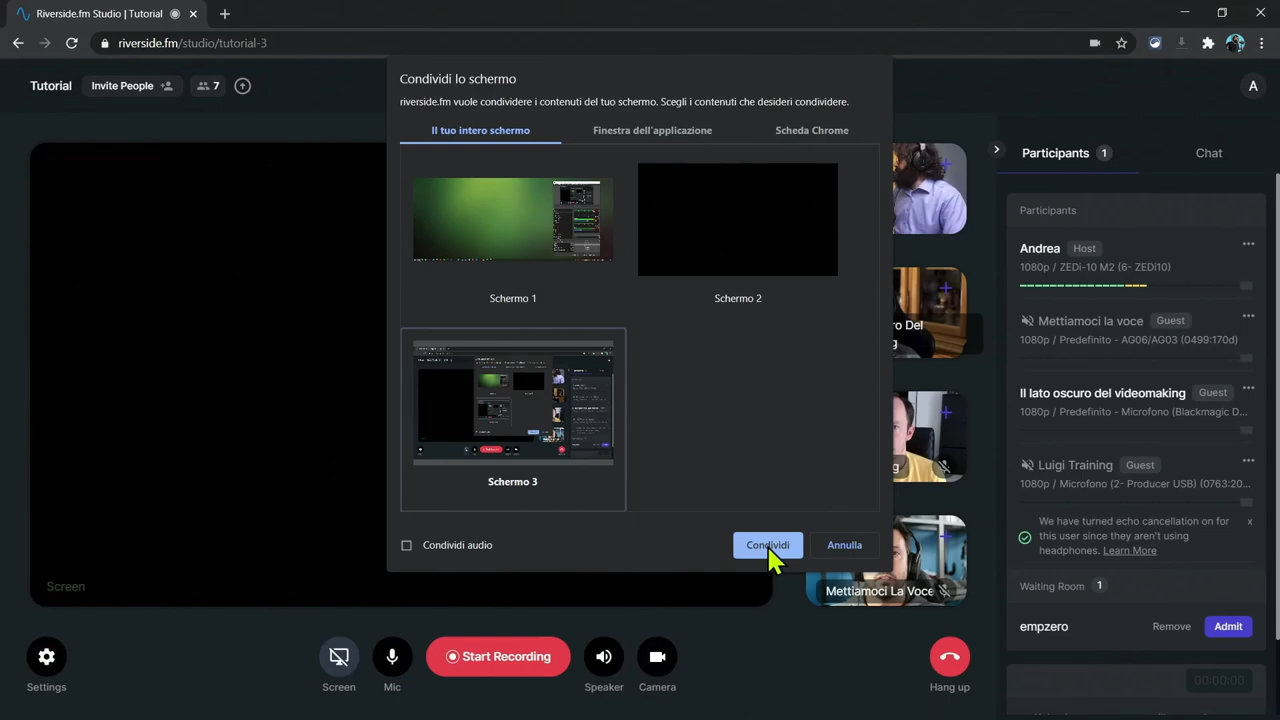 Riverside.fm Studio | Tutorial
riverside.fm/studio/tutorial-3
Tutorial
Invite People
7
A
Condividi lo schermo
riverside.fm vuole condividere i contenuti del tuo schermo. Scegli i contenuti che desideri condividere.
Il tuo intero schermo
Finestra dell'applicazione
Scheda Chrome
Schermo 1
Schermo 2
Schermo 3
Condividi audio
Condividi
Annulla
Screen
o Del
g
g
Mettiamoci La Voce
Participants 1
Chat
Participants
Andrea Host
1080p / ZEDi-10 M2 (6- ZEDi10)
Mettiamoci la voce Guest
1080p / Predefinito - AG06/AG03 (0499:170d)
Il lato oscuro del videomaking Guest
1080p / Predefinito - Microfono (Blackmagic D...
Luigi Training Guest
1080p / Microfono (2- Producer USB) (0763:20...
We have turned echo cancellation on for x
this user since they aren't using
headphones. Learn More
Waiting Room 1
empzero
Remove
Admit
00:00:00
Settings
Screen
Mic
Start Recording
Speaker
Camera
Hang up